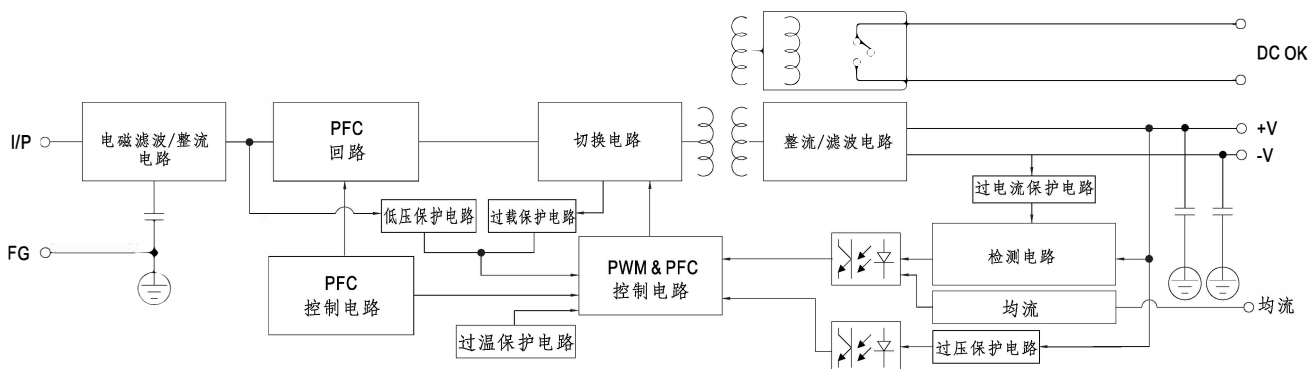 DC OK
I/P
电磁滤波/整流
电路
PFC
回路
切换电路
整流/滤波电路
+V
-V
过电流保护电路
低压保护电路
过载保护电路
FG
PFC
控制电路
PWM & PFC
控制电路
检测电路
均流
均流
过温保护电路
过压保护电路